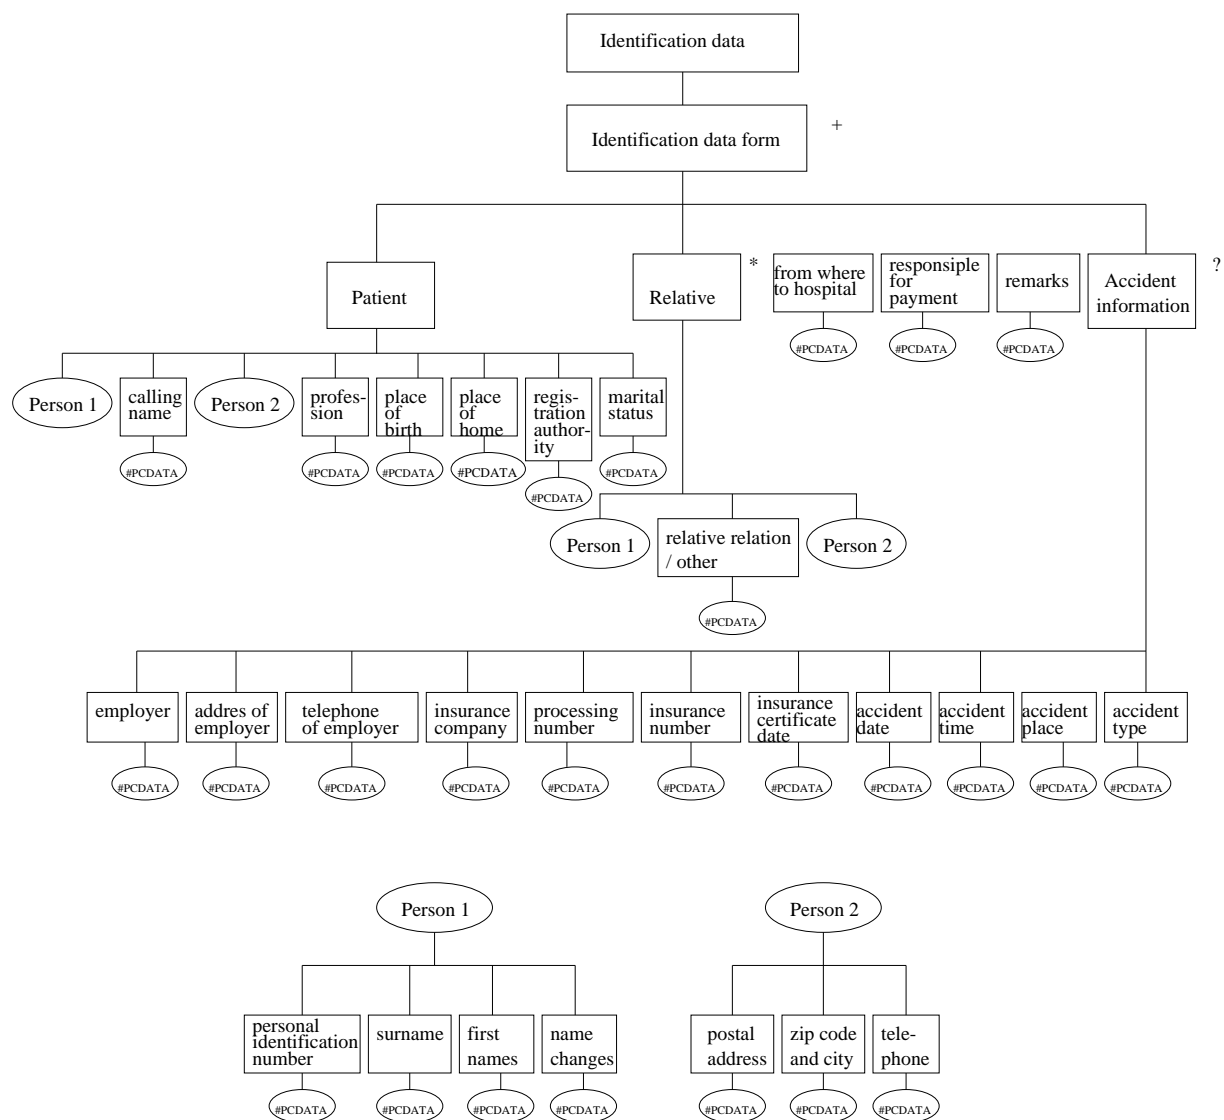 Identification data
Identification data form
+
Patient
Relative
*
from where
to hospital
responsible
for
payment
remarks
Accident
information
?
#PCDATA
#PCDATA
#PCDATA
Person 1
calling
name
Person 2
profes-
sion
place
of
birth
place
of
home
regis-
tration
author-
ity
marital
status
#PCDATA
#PCDATA
#PCDATA
#PCDATA
#PCDATA
#PCDATA
Person 1
relative relation
/ other
Person 2
#PCDATA
employer
addres of
employer
telephone
of employer
insurance
company
processing
number
insurance
number
insurance
certificate
date
accident
date
accident
time
accident
place
accident
type
#PCDATA
#PCDATA
#PCDATA
#PCDATA
#PCDATA
#PCDATA
#PCDATA
#PCDATA
#PCDATA
#PCDATA
#PCDATA
Person 1
Person 2
personal
identification
number
surname
first
names
name
changes
postal
address
zip code
and city
tele-
phone
#PCDATA
#PCDATA
#PCDATA
#PCDATA
#PCDATA
#PCDATA
#PCDATA